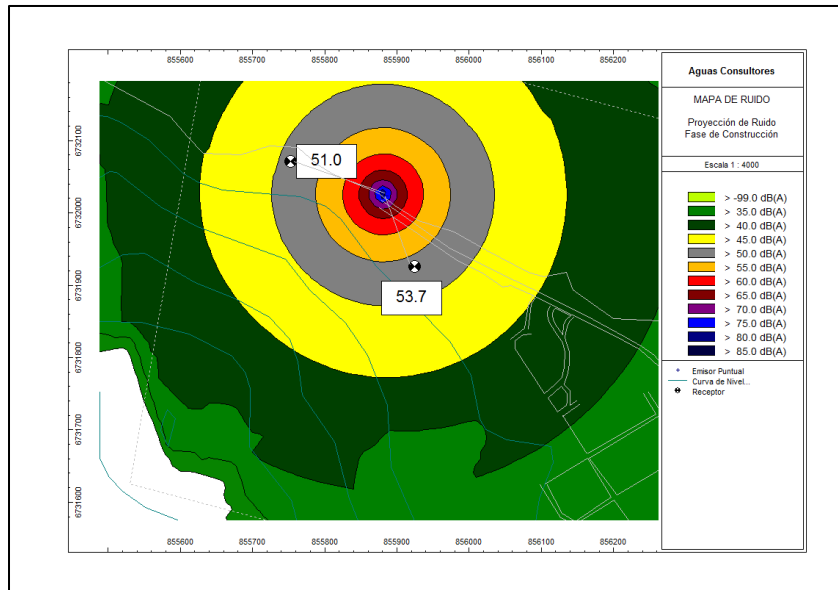 855600 855700 855800 855900 856000 856100 856200
6732100
6732000
6731900
6731800
6731700
6731600
51.0
53.7
855600 855700 855800 855900 856000 856100 856200
Aguas Consultores
MAPA DE RUIDO
Proyección de Ruido
Fase de Construcción
Escala 1 : 4000
> -99.0 dB(A)
> 35.0 dB(A)
> 40.0 dB(A)
> 45.0 dB(A)
> 50.0 dB(A)
> 55.0 dB(A)
> 60.0 dB(A)
> 65.0 dB(A)
> 70.0 dB(A)
> 75.0 dB(A)
> 80.0 dB(A)
> 85.0 dB(A)
Emisor Puntual
Curva de Nivel...
Receptor